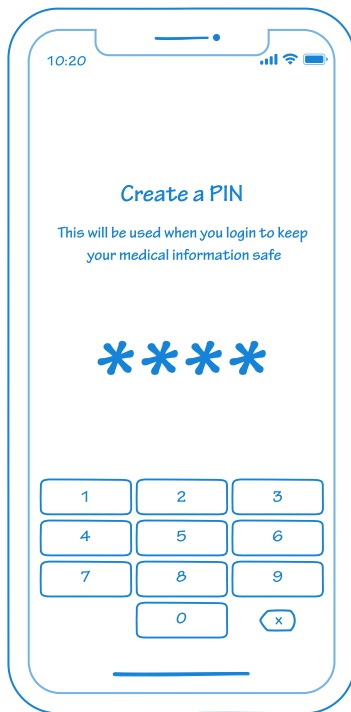 10:20
Create a PIN
This will be used when you login to keep
your medical information safe
****
1 2 3
4 5 6
7 8 9
0 x